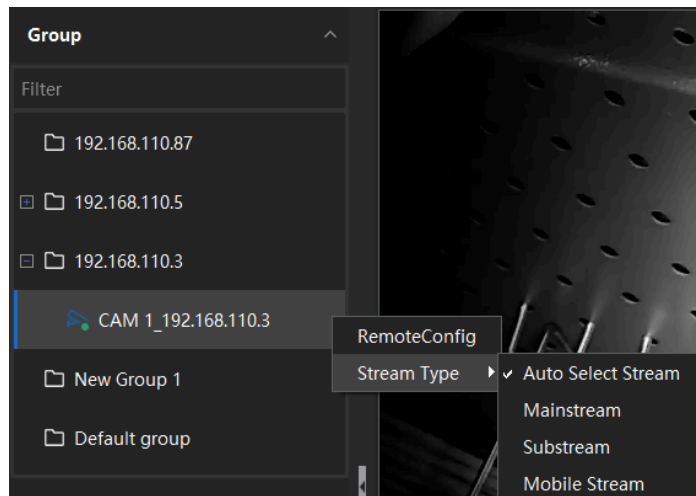 Group
Filter
192.168.110.87
192.168.110.5
192.168.110.3
CAM 1_192.168.110.3
New Group 1
Default group
RemoteConfig
Stream Type
Auto Select Stream
Mainstream
Substream
Mobile Stream